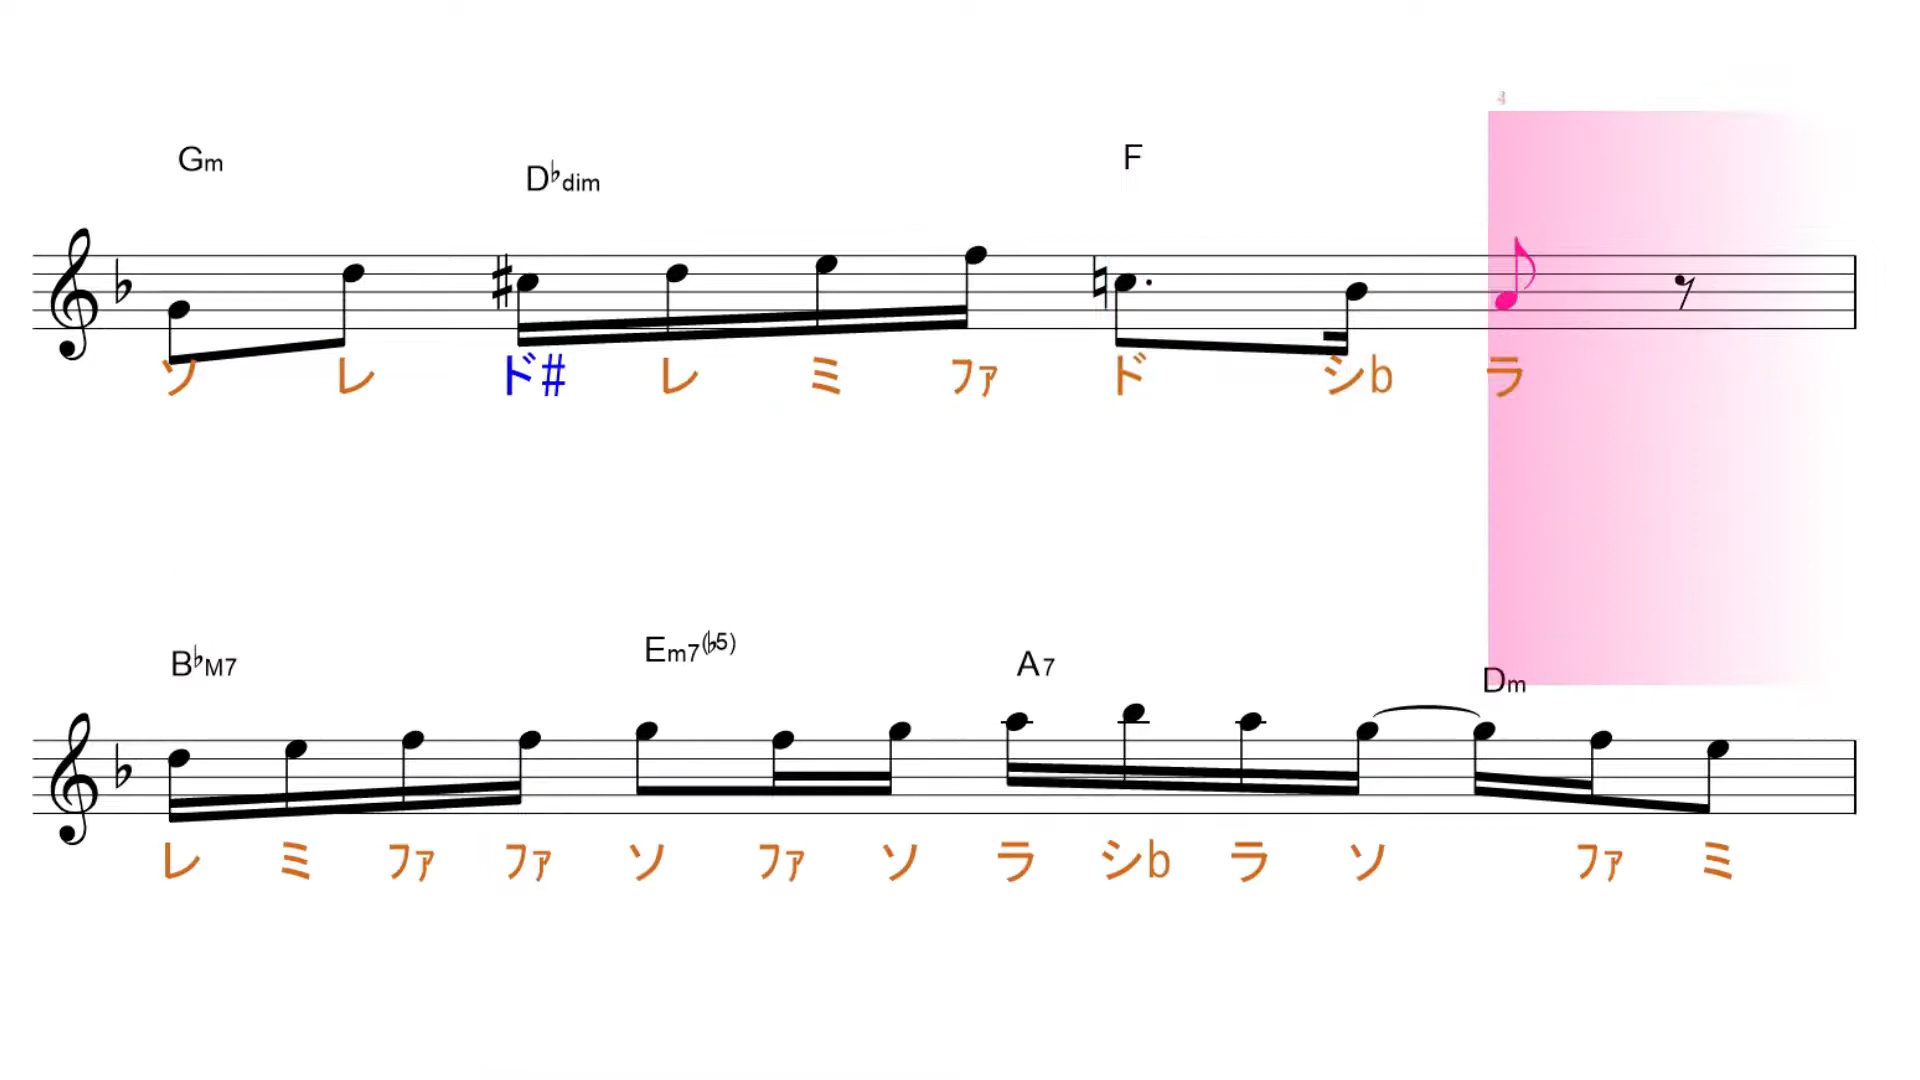 4
Gm D♭dim F
ソ レ ド# レ ミ ファ ド シb ラ
B♭M7 Em7(♭5) A7 Dm
レ ミ ファ ファ ソ ファ ソ ラ シb ラ ソ ファ ミ